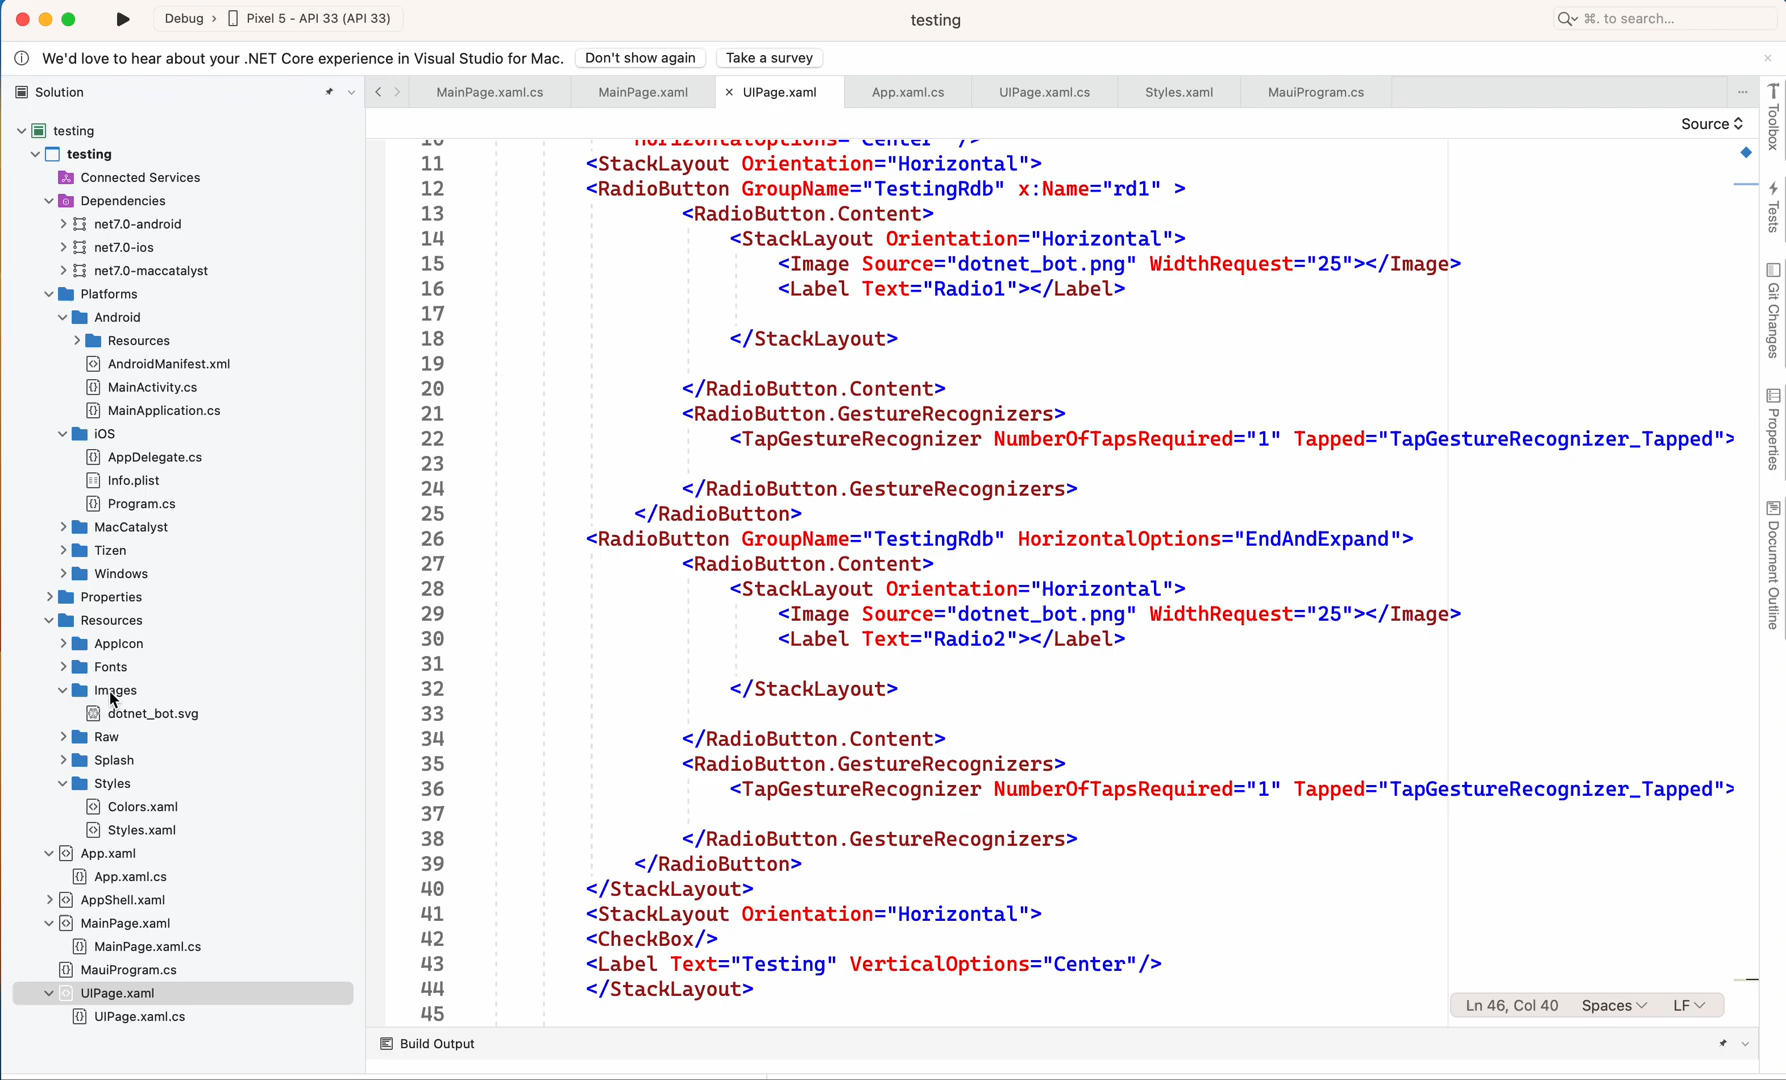 Debug › Pixel 5 - API 33 (API 33)
testing
⌘. to search...
We'd love to hear about your .NET Core experience in Visual Studio for Mac.
Don't show again
Take a survey
Solution
testing
testing
Connected Services
Dependencies
net7.0-android
net7.0-ios
net7.0-maccatalyst
Platforms
Android
Resources
AndroidManifest.xml
MainActivity.cs
MainApplication.cs
iOS
AppDelegate.cs
Info.plist
Program.cs
MacCatalyst
Tizen
Windows
Properties
Resources
AppIcon
Fonts
Images
dotnet_bot.svg
Raw
Splash
Styles
Colors.xaml
Styles.xaml
App.xaml
App.xaml.cs
AppShell.xaml
MainPage.xaml
MainPage.xaml.cs
MauiProgram.cs
UIPage.xaml
UIPage.xaml.cs
MainPage.xaml.cs
MainPage.xaml
UIPage.xaml
App.xaml.cs
UIPage.xaml.cs
Styles.xaml
MauiProgram.cs
Source
10 HorizontalOptions="Center" />
11 <StackLayout Orientation="Horizontal">
12 <RadioButton GroupName="TestingRdb" x:Name="rd1" >
13 <RadioButton.Content>
14 <StackLayout Orientation="Horizontal">
15 <Image Source="dotnet_bot.png" WidthRequest="25"></Image>
16 <Label Text="Radio1"></Label>
17
18 </StackLayout>
19
20 </RadioButton.Content>
21 <RadioButton.GestureRecognizers>
22 <TapGestureRecognizer NumberOfTapsRequired="1" Tapped="TapGestureRecognizer_Tapped">
23
24 </RadioButton.GestureRecognizers>
25 </RadioButton>
26 <RadioButton GroupName="TestingRdb" HorizontalOptions="EndAndExpand">
27 <RadioButton.Content>
28 <StackLayout Orientation="Horizontal">
29 <Image Source="dotnet_bot.png" WidthRequest="25"></Image>
30 <Label Text="Radio2"></Label>
31
32 </StackLayout>
33
34 </RadioButton.Content>
35 <RadioButton.GestureRecognizers>
36 <TapGestureRecognizer NumberOfTapsRequired="1" Tapped="TapGestureRecognizer_Tapped">
37
38 </RadioButton.GestureRecognizers>
39 </RadioButton>
40 </StackLayout>
41 <StackLayout Orientation="Horizontal">
42 <CheckBox/>
43 <Label Text="Testing" VerticalOptions="Center"/>
44 </StackLayout>
45
Ln 46, Col 40 Spaces LF
Build Output
Toolbox
Tests
Git Changes
Properties
Document Outline